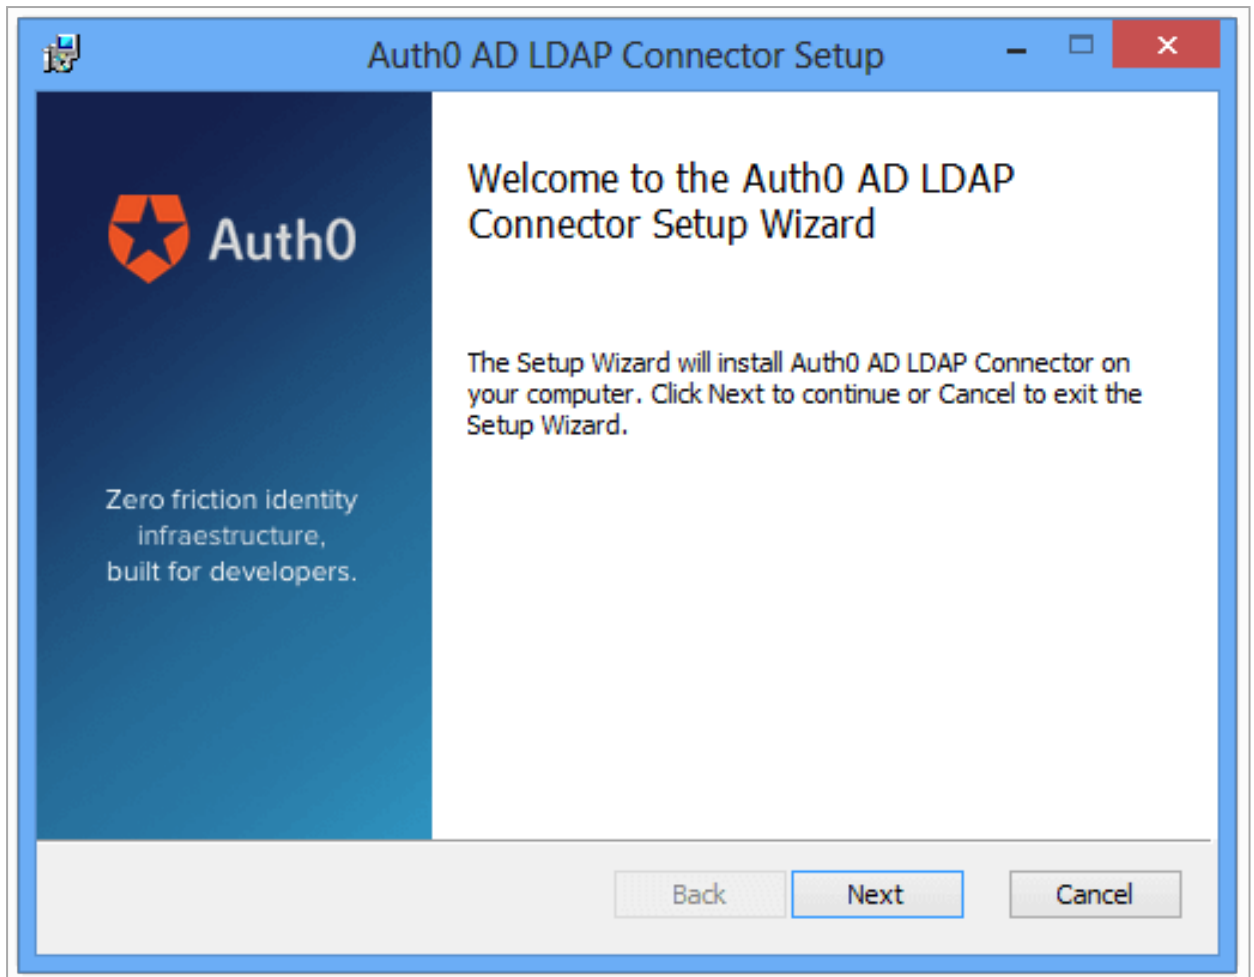 Auth0 AD LDAP Connector Setup
Auth0
Zero friction identity
infraestructure,
built for developers.
Welcome to the Auth0 AD LDAP
Connector Setup Wizard
The Setup Wizard will install Auth0 AD LDAP Connector on
your computer. Click Next to continue or Cancel to exit the
Setup Wizard.
Back
Next
Cancel